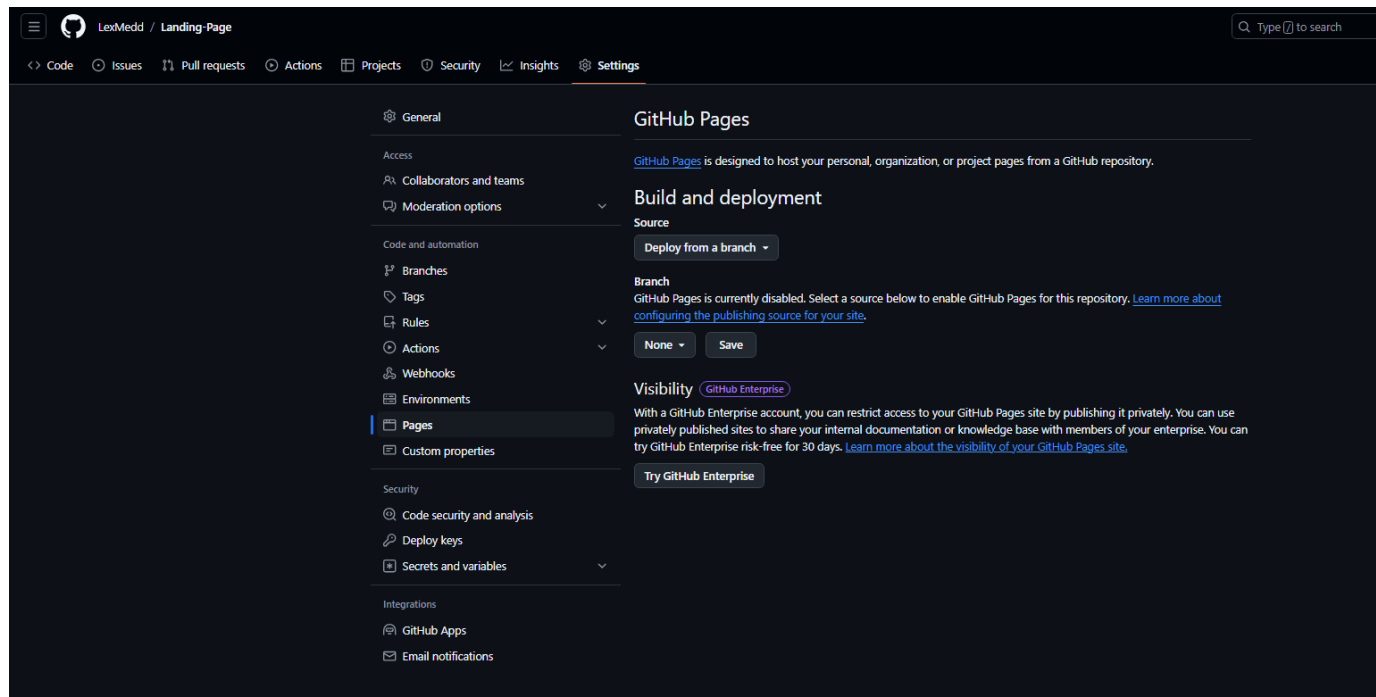 LexMedd / Landing-Page
Type / to search
Code
Issues
Pull requests
Actions
Projects
Security
Insights
Settings
General
Access
Collaborators and teams
Moderation options
Code and automation
Branches
Tags
Rules
Actions
Webhooks
Environments
Pages
Custom properties
Security
Code security and analysis
Deploy keys
Secrets and variables
Integrations
GitHub Apps
Email notifications
GitHub Pages
GitHub Pages is designed to host your personal, organization, or project pages from a GitHub repository.
Build and deployment
Source
Deploy from a branch
Branch
GitHub Pages is currently disabled. Select a source below to enable GitHub Pages for this repository. Learn more about
configuring the publishing source for your site.
None
Save
Visibility GitHub Enterprise
With a GitHub Enterprise account, you can restrict access to your GitHub Pages site by publishing it privately. You can use
privately published sites to share your internal documentation or knowledge base with members of your enterprise. You can
try GitHub Enterprise risk-free for 30 days. Learn more about the visibility of your GitHub Pages site.
Try GitHub Enterprise